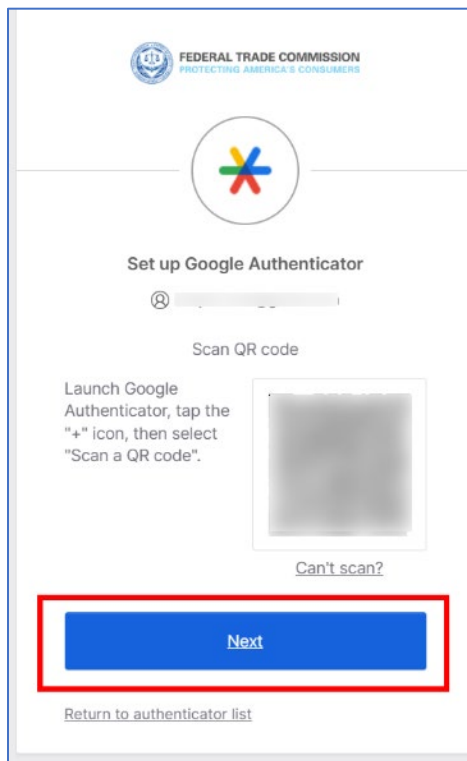 FEDERAL TRADE COMMISSION
PROTECTING AMERICA'S CONSUMERS
Set up Google Authenticator
Scan QR code
Launch Google
Authenticator, tap the
"+" icon, then select
"Scan a QR code".
Can't scan?
Next
Return to authenticator list